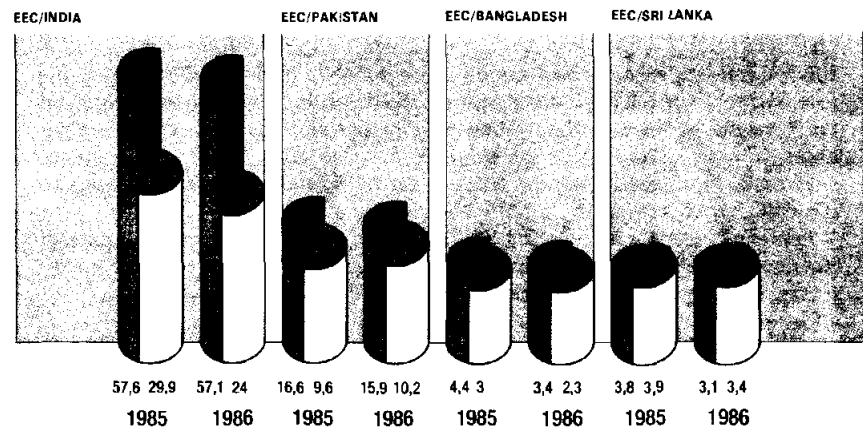 EEC/INDIA EEC/PAKISTAN EEC/BANGLADESH EEC/SRI LANKA
57,6 29,9 57,1 24 16,6 9,6 15,9 10,2 4,4 3 3,4 2,3 3,8 3,9 3,1 3,4
1985 1986 1985 1986 1985 1986 1985 1986